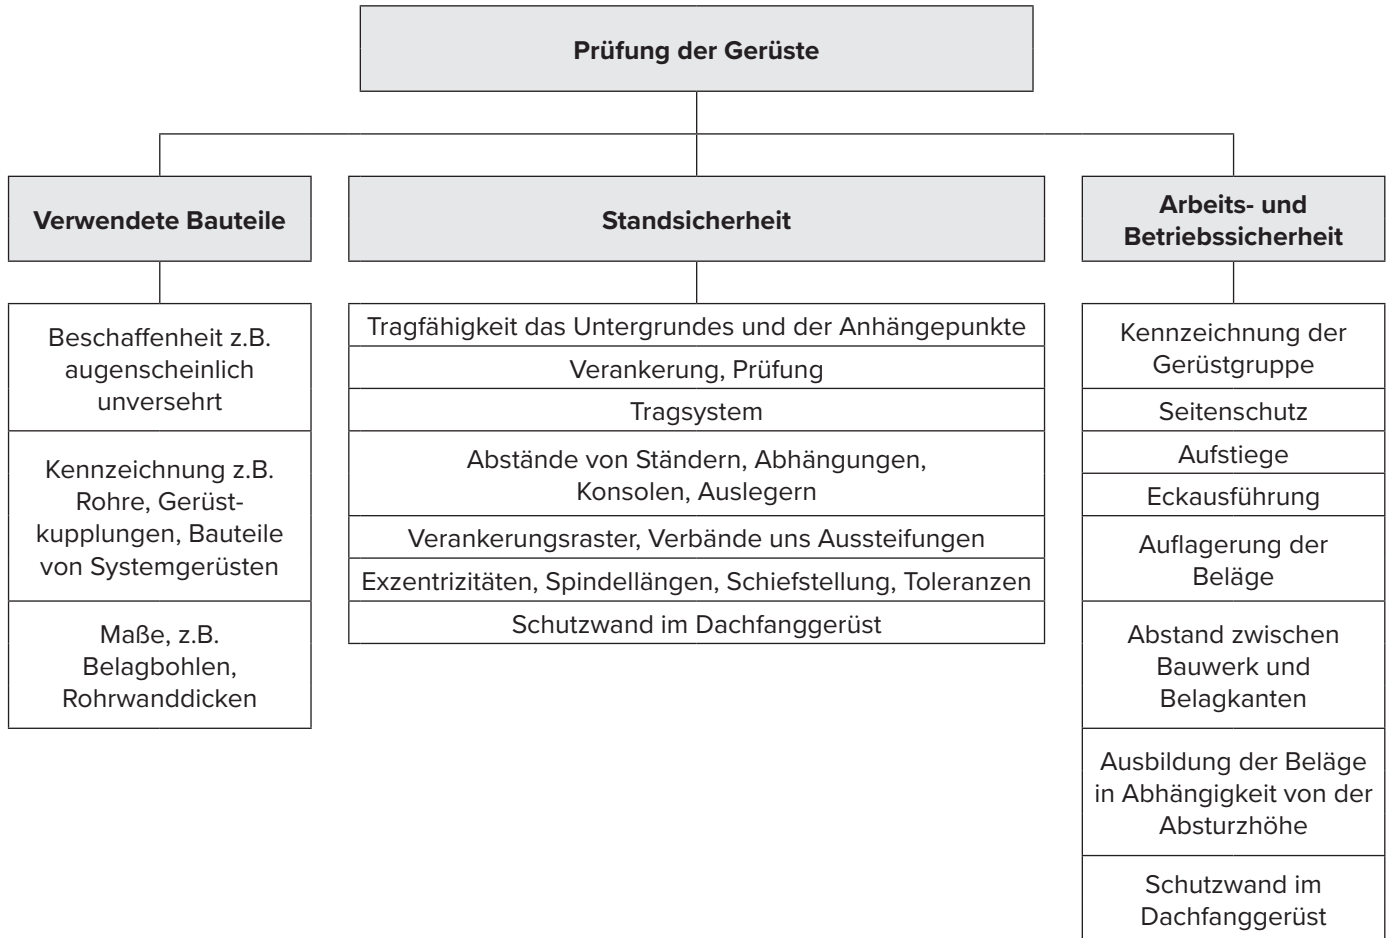 Prüfung der Gerüste
Verwendete Bauteile
Beschaffenheit z.B.
augenscheinlich
unversehrt
Kennzeichnung z.B.
Rohre, Gerüst-
kupplungen, Bauteile
von Systemgerüsten
Maße, z.B.
Belagbohlen,
Rohrwanddicken
Standsicherheit
Tragfähigkeit das Untergrundes und der Anhängepunkte
Verankerung, Prüfung
Tragsystem
Abstände von Ständern, Abhängungen,
Konsolen, Auslegern
Verankerungsraster, Verbände uns Aussteifungen
Exzentrizitäten, Spindellängen, Schiefstellung, Toleranzen
Schutzwand im Dachfanggerüst
Arbeits- und
Betriebssicherheit
Kennzeichnung der
Gerüstgruppe
Seitenschutz
Aufstiege
Eckausführung
Auflagerung der
Beläge
Abstand zwischen
Bauwerk und
Belagkanten
Ausbildung der Beläge
in Abhängigkeit von der
Absturzhöhe
Schutzwand im
Dachfanggerüst